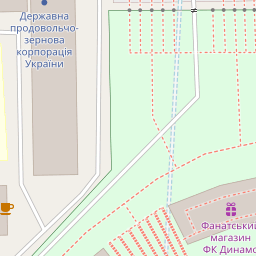 Державна
продовольчо-
зернова
корпорація
України
Фанатський
магазин
ФК Динамо